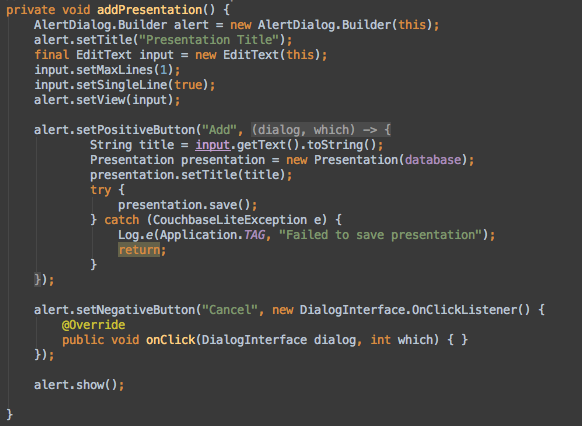 private void addPresentation() {
    AlertDialog.Builder alert = new AlertDialog.Builder(this);
    alert.setTitle("Presentation Title");
    final EditText input = new EditText(this);
    input.setMaxLines(1);
    input.setSingleLine(true);
    alert.setView(input);

    alert.setPositiveButton("Add", (dialog, which) -> {
            String title = input.getText().toString();
            Presentation presentation = new Presentation(database);
            presentation.setTitle(title);
            try {
                presentation.save();
            } catch (CouchbaseLiteException e) {
                Log.e(Application.TAG, "Failed to save presentation");
                return;
            }
    });

    alert.setNegativeButton("Cancel", new DialogInterface.OnClickListener() {
        @Override
        public void onClick(DialogInterface dialog, int which) { }
    });

    alert.show();

}